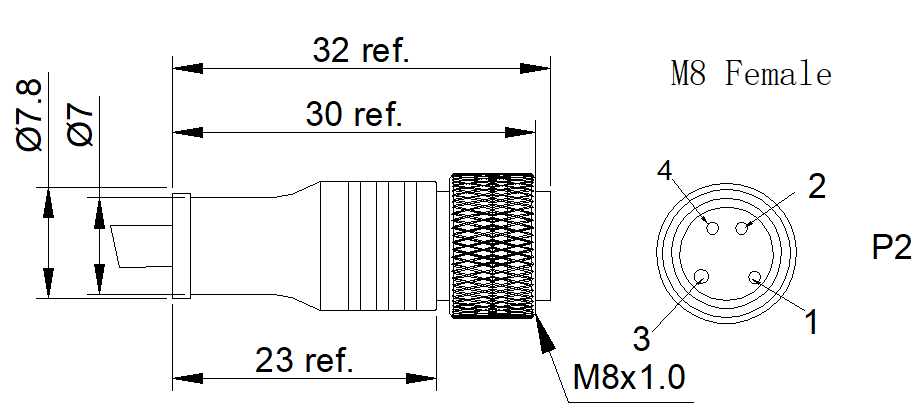 32 ref.
M8 Female
30 ref.
Ø7.8
Ø7
4
2
P2
3
1
23 ref.
M8x1.0